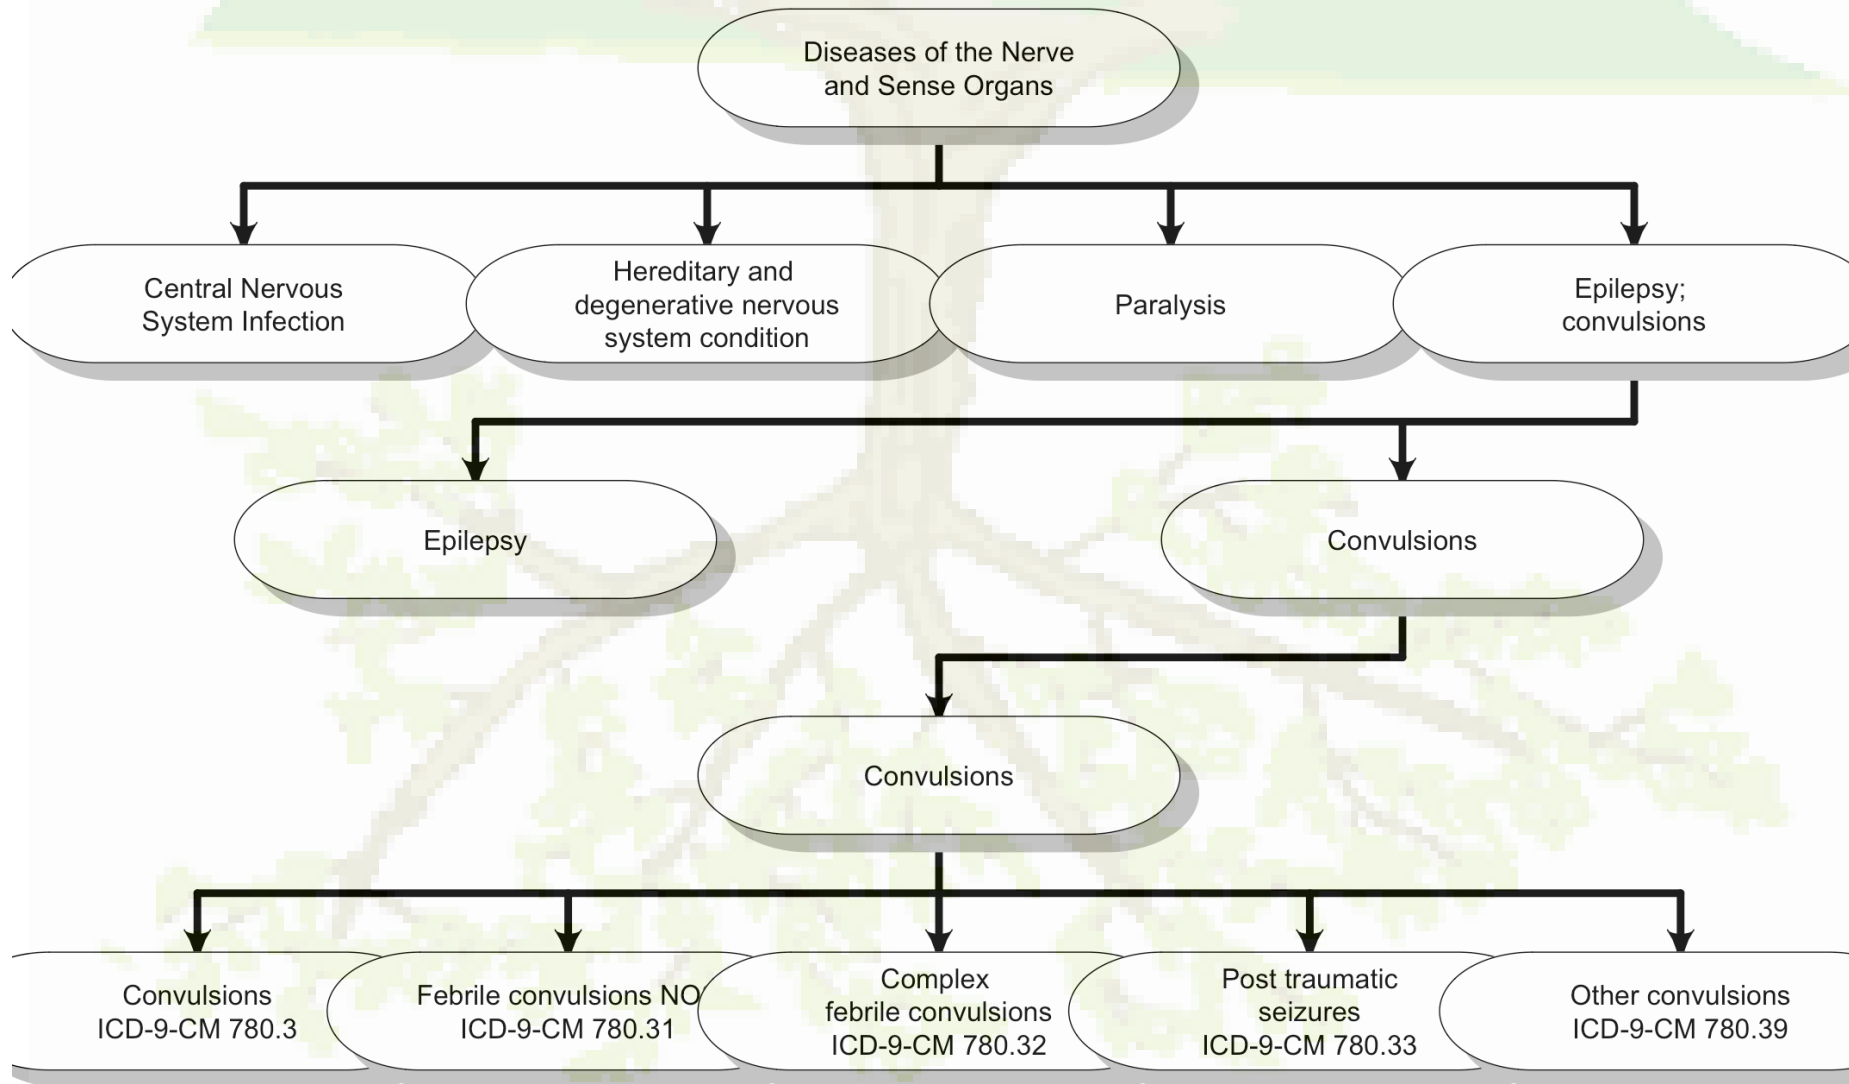 Diseases of the Nerve
and Sense Organs
Central Nervous
System Infection
Hereditary and
degenerative nervous
system condition
Paralysis
Epilepsy;
convulsions
Epilepsy
Convulsions
Convulsions
Convulsions
ICD-9-CM 780.3
Febrile convulsions NO
ICD-9-CM 780.31
Complex
febrile convulsions
ICD-9-CM 780.32
Post traumatic
seizures
ICD-9-CM 780.33
Other convulsions
ICD-9-CM 780.39